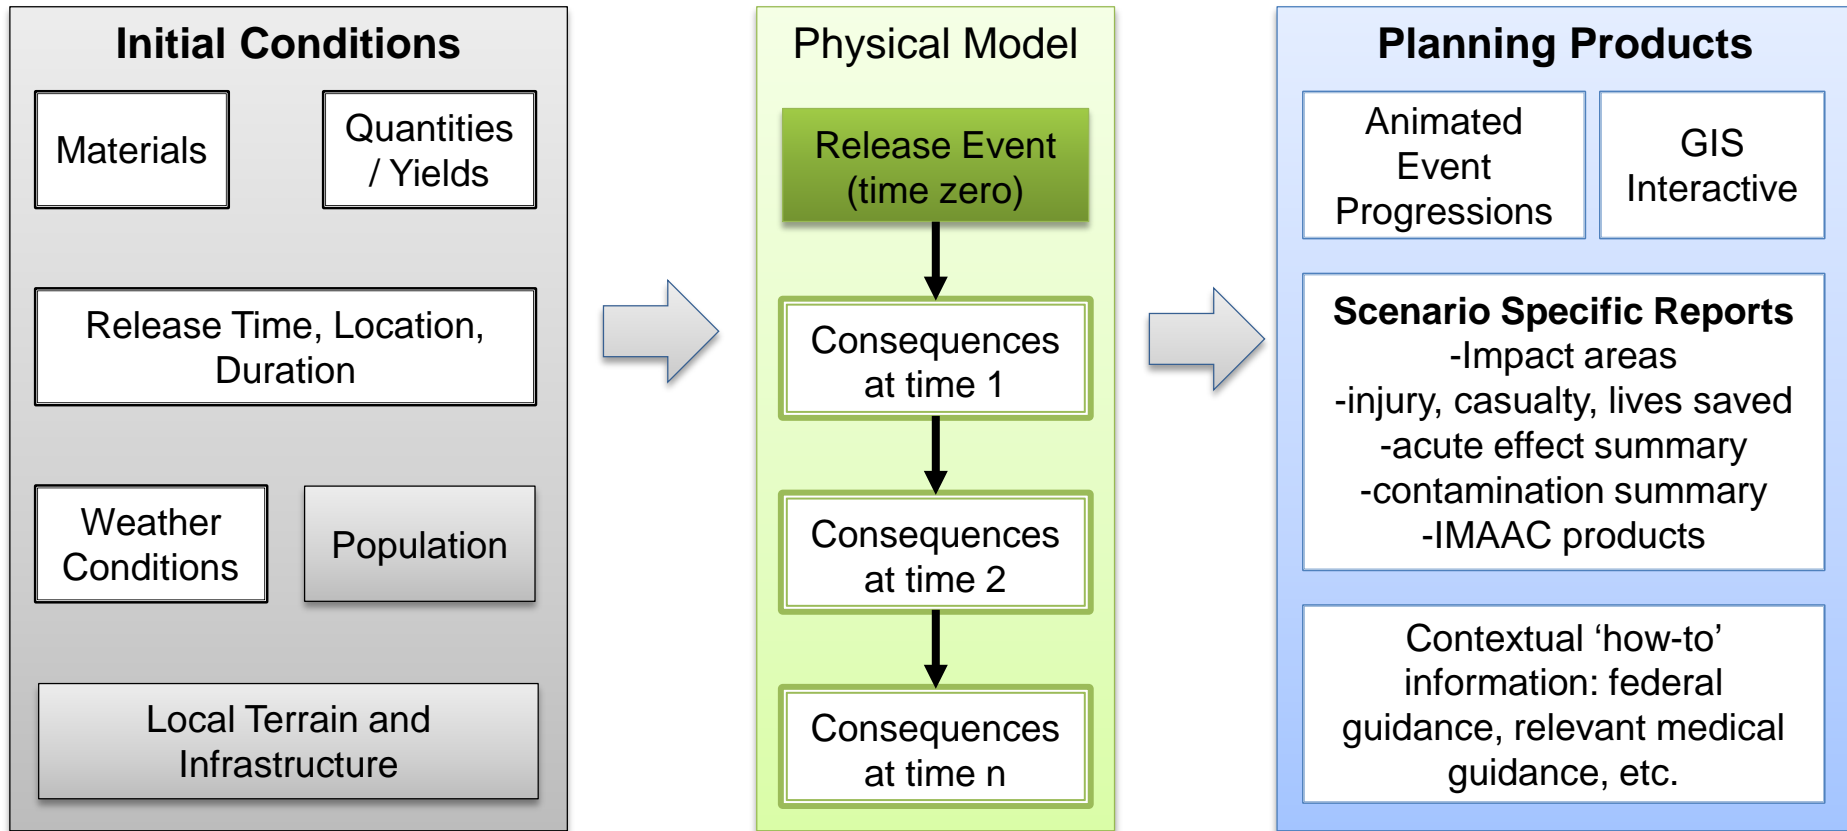 Initial Conditions
Materials
Quantities
/ Yields
Release Time, Location,
Duration
Weather
Conditions
Population
Local Terrain and
Infrastructure
Physical Model
Release Event
(time zero)
Consequences
at time 1
Consequences
at time 2
Consequences
at time n
Planning Products
Animated
Event
Progressions
GIS
Interactive
Scenario Specific Reports
-Impact areas
-injury, casualty, lives saved
-acute effect summary
-contamination summary
-IMAAC products
Contextual ‘how-to’
information: federal
guidance, relevant medical
guidance, etc.